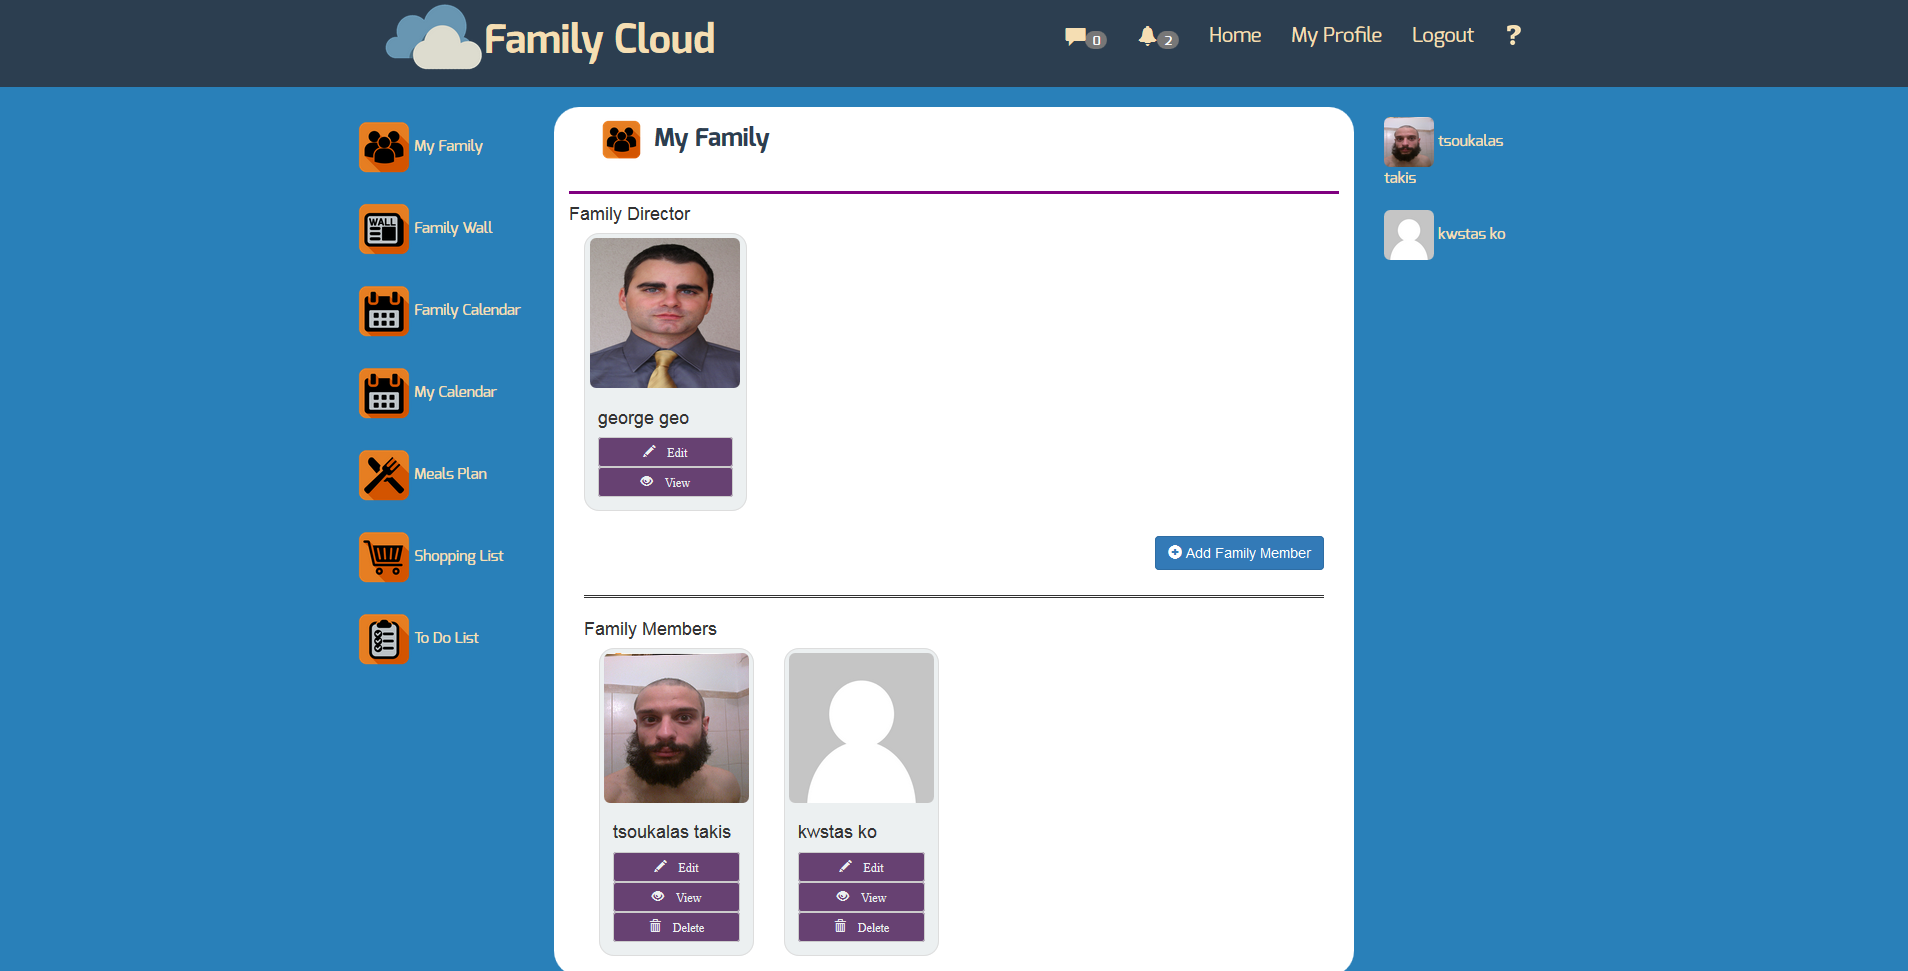 Family Cloud
0
2
Home
My Profile
Logout
?
My Family
WALL
Family Wall
Family Calendar
My Calendar
Meals Plan
Shopping List
To Do List
My Family
Family Director
george geo
Edit
View
Add Family Member
Family Members
tsoukalas takis
Edit
View
Delete
kwstas ko
Edit
View
Delete
tsoukalas
takis
kwstas ko